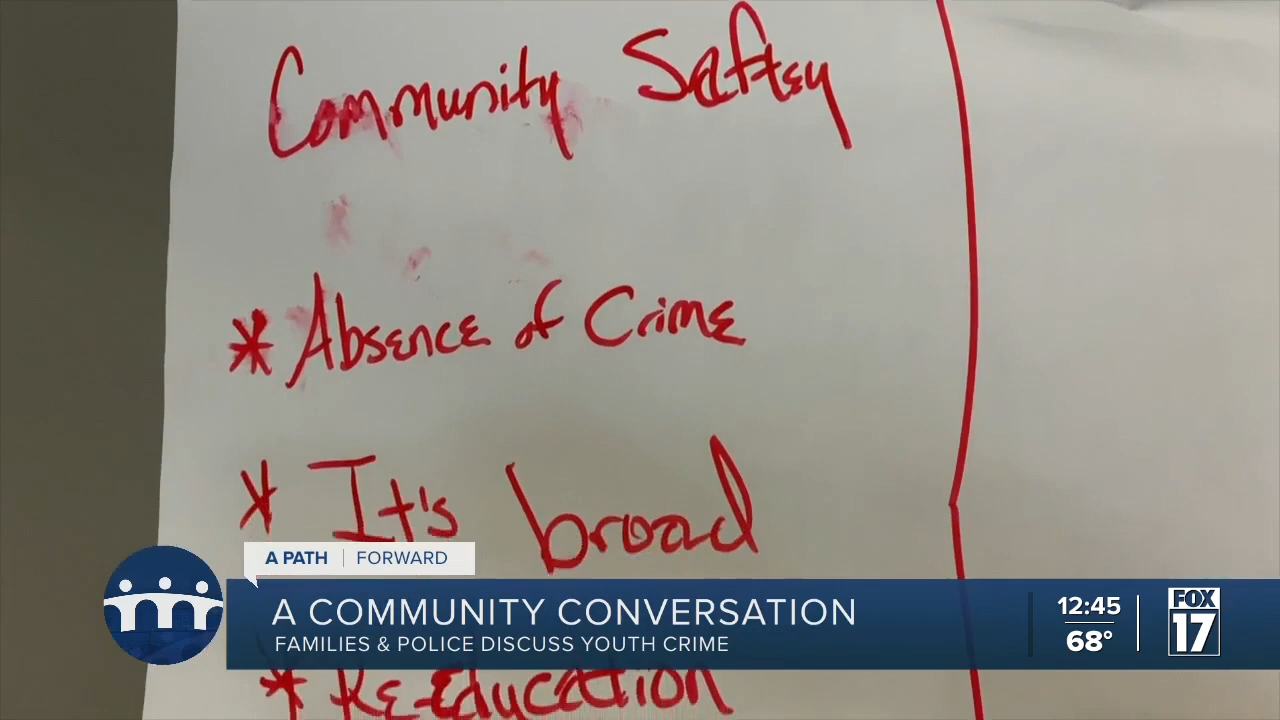 Community Saftey
* Absence of Crime
* It's broad
A PATH | FORWARD
A COMMUNITY CONVERSATION
FAMILIES & POLICE DISCUSS YOUTH CRIME
12:45
68°
FOX
17
* Re-Education